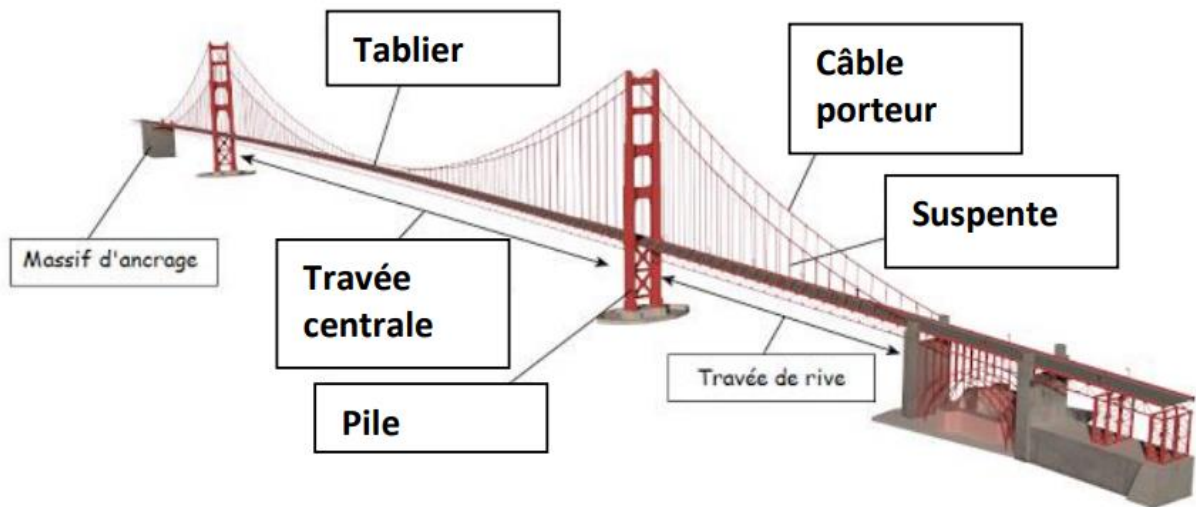 Tablier
Câble
porteur
Suspente
Massif d'ancrage
Travée
centrale
Travée de rive
Pile